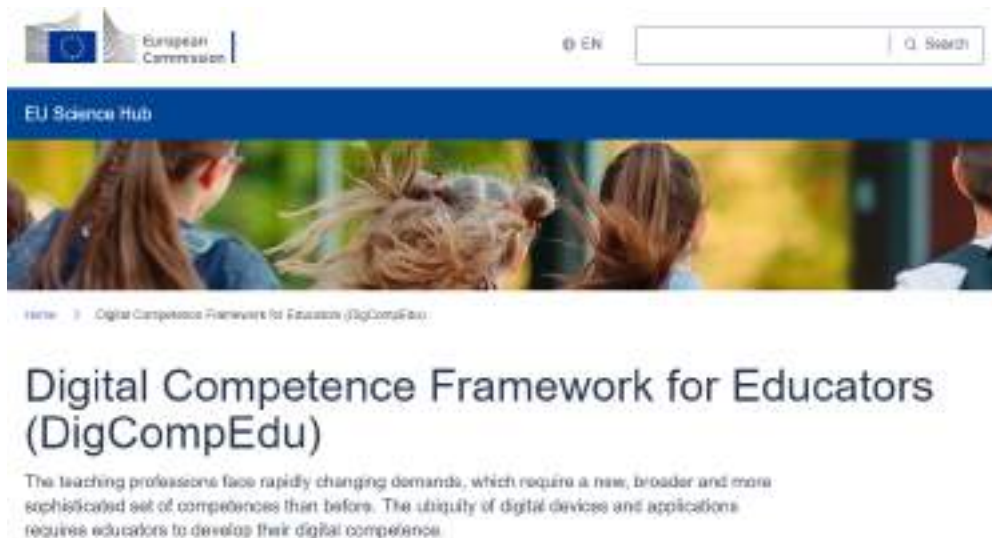 European
Commission
EN
Search
EU Science Hub
Home > Digital Competence Framework for Educators (DigCompEdu)
Digital Competence Framework for Educators
(DigCompEdu)
The teaching professions face rapidly changing demands, which require a new, broader and more
sophisticated set of competences than before. The ubiquity of digital devices and applications
requires educators to develop their digital competence.